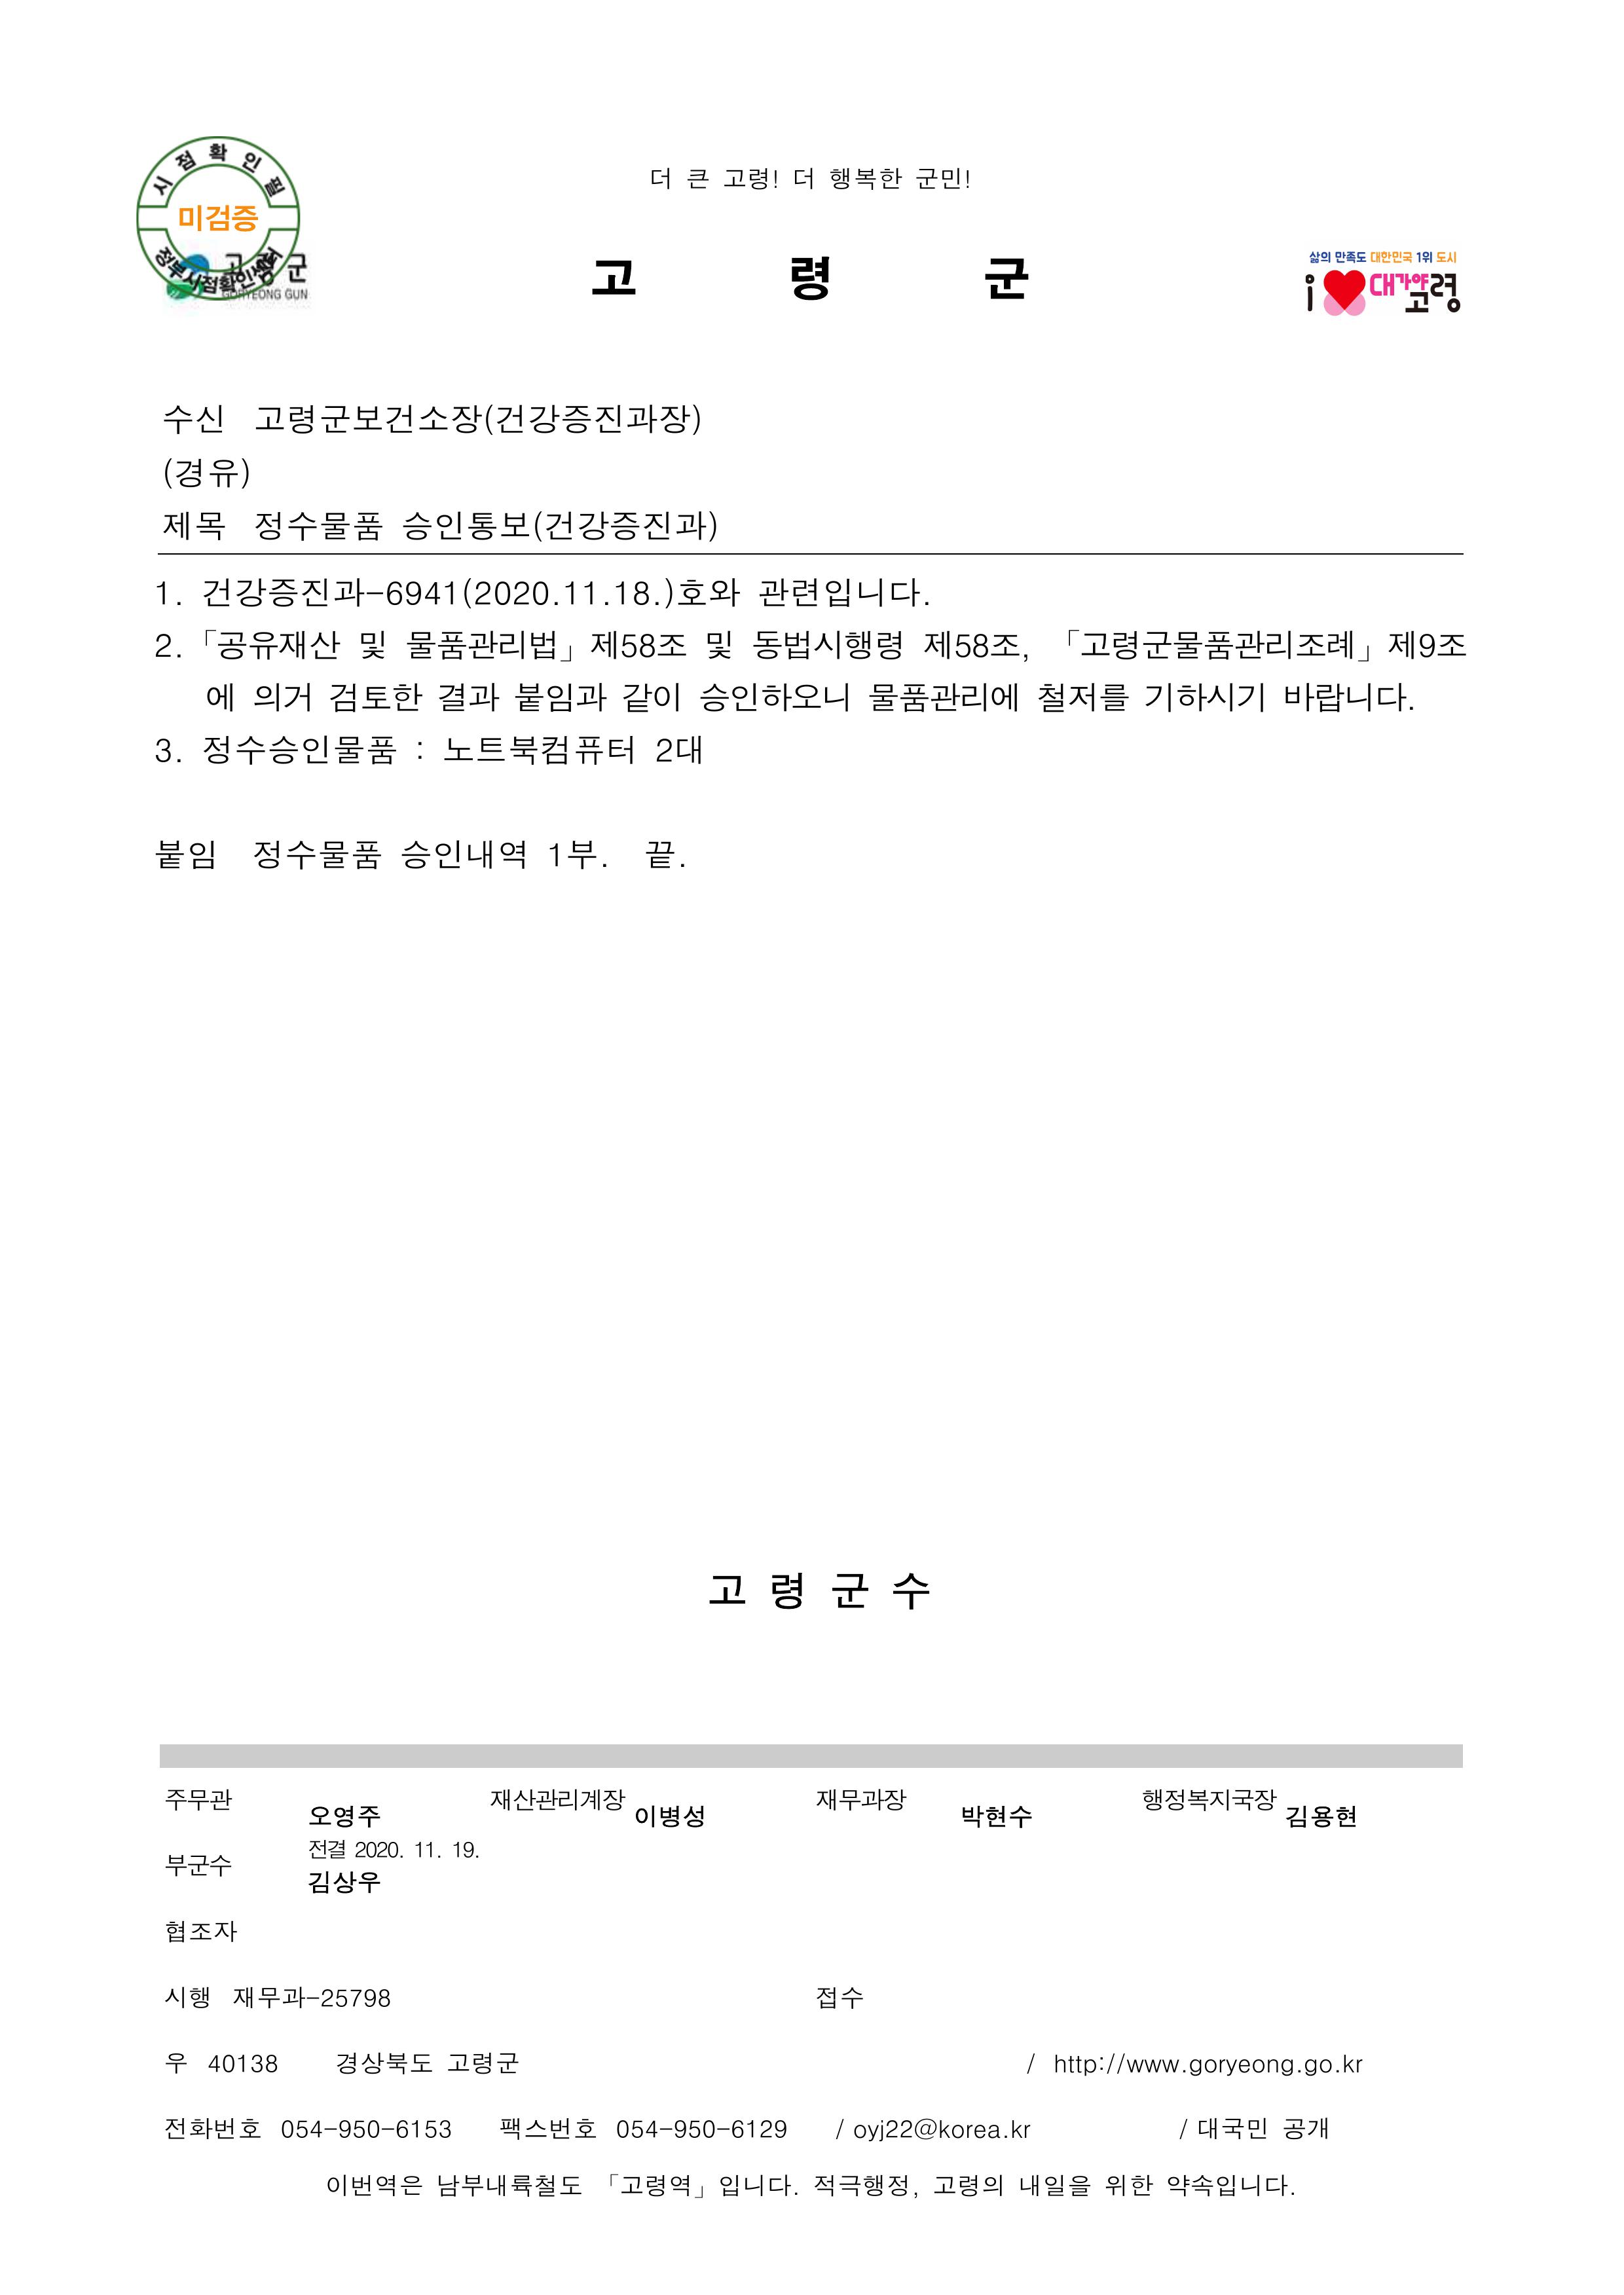 시점확인필
미검증
정부시점확인센터
고령군
GORYEONG GUN
더 큰 고령! 더 행복한 군민!
고 령 군
삶의 만족도 대한민국 1위 도시
i 대가야고령
수신 고령군보건소장(건강증진과장)
(경유)
제목 정수물품 승인통보(건강증진과)
1. 건강증진과-6941(2020.11.18.)호와 관련입니다.
2.「공유재산 및 물품관리법」제58조 및 동법시행령 제58조, 「고령군물품관리조례」제9조
에 의거 검토한 결과 붙임과 같이 승인하오니 물품관리에 철저를 기하시기 바랍니다.
3. 정수승인물품 : 노트북컴퓨터 2대
붙임 정수물품 승인내역 1부. 끝.
고 령 군 수
주무관 오영주 재산관리계장 이병성 재무과장 박현수 행정복지국장 김용현
전결 2020. 11. 19.
부군수 김상우
협조자
시행 재무과-25798 접수
우 40138 경상북도 고령군 / http://www.goryeong.go.kr
전화번호 054-950-6153 팩스번호 054-950-6129 / oyj22@korea.kr / 대국민 공개
이번역은 남부내륙철도 「고령역」입니다. 적극행정, 고령의 내일을 위한 약속입니다.